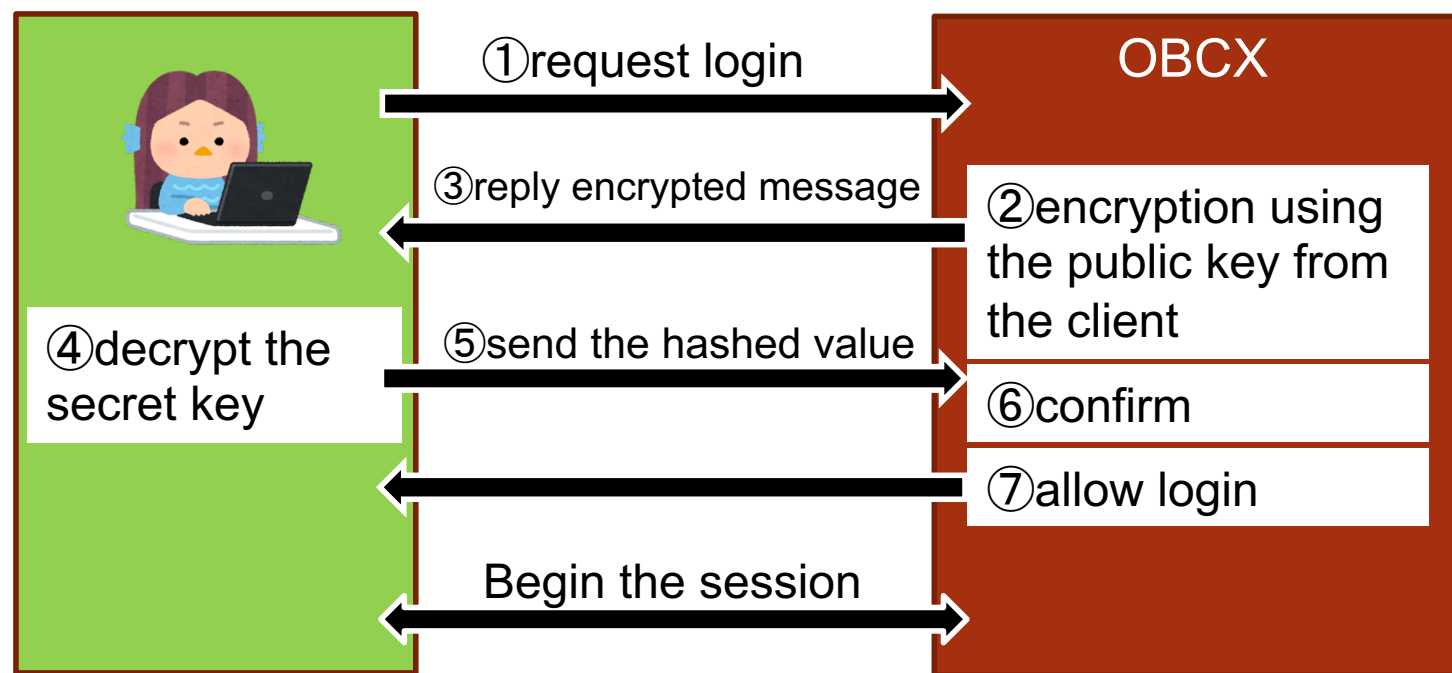 OBCX
①request login
②encryption using
the public key from
the client
③reply encrypted message
④decrypt the
secret key
⑤send the hashed value
⑥confirm
⑦allow login
Begin the session